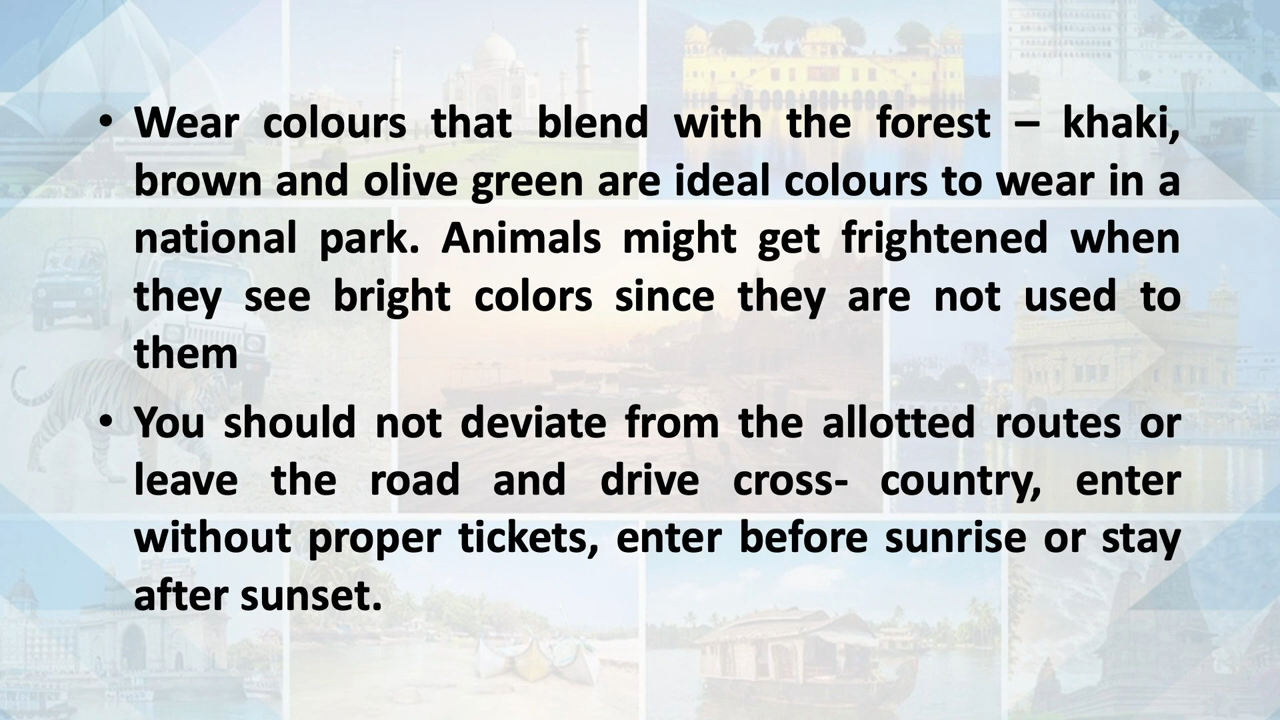 • Wear colours that blend with the forest – khaki,
brown and olive green are ideal colours to wear in a
national park. Animals might get frightened when
they see bright colors since they are not used to
them
• You should not deviate from the allotted routes or
leave the road and drive cross- country, enter
without proper tickets, enter before sunrise or stay
after sunset.